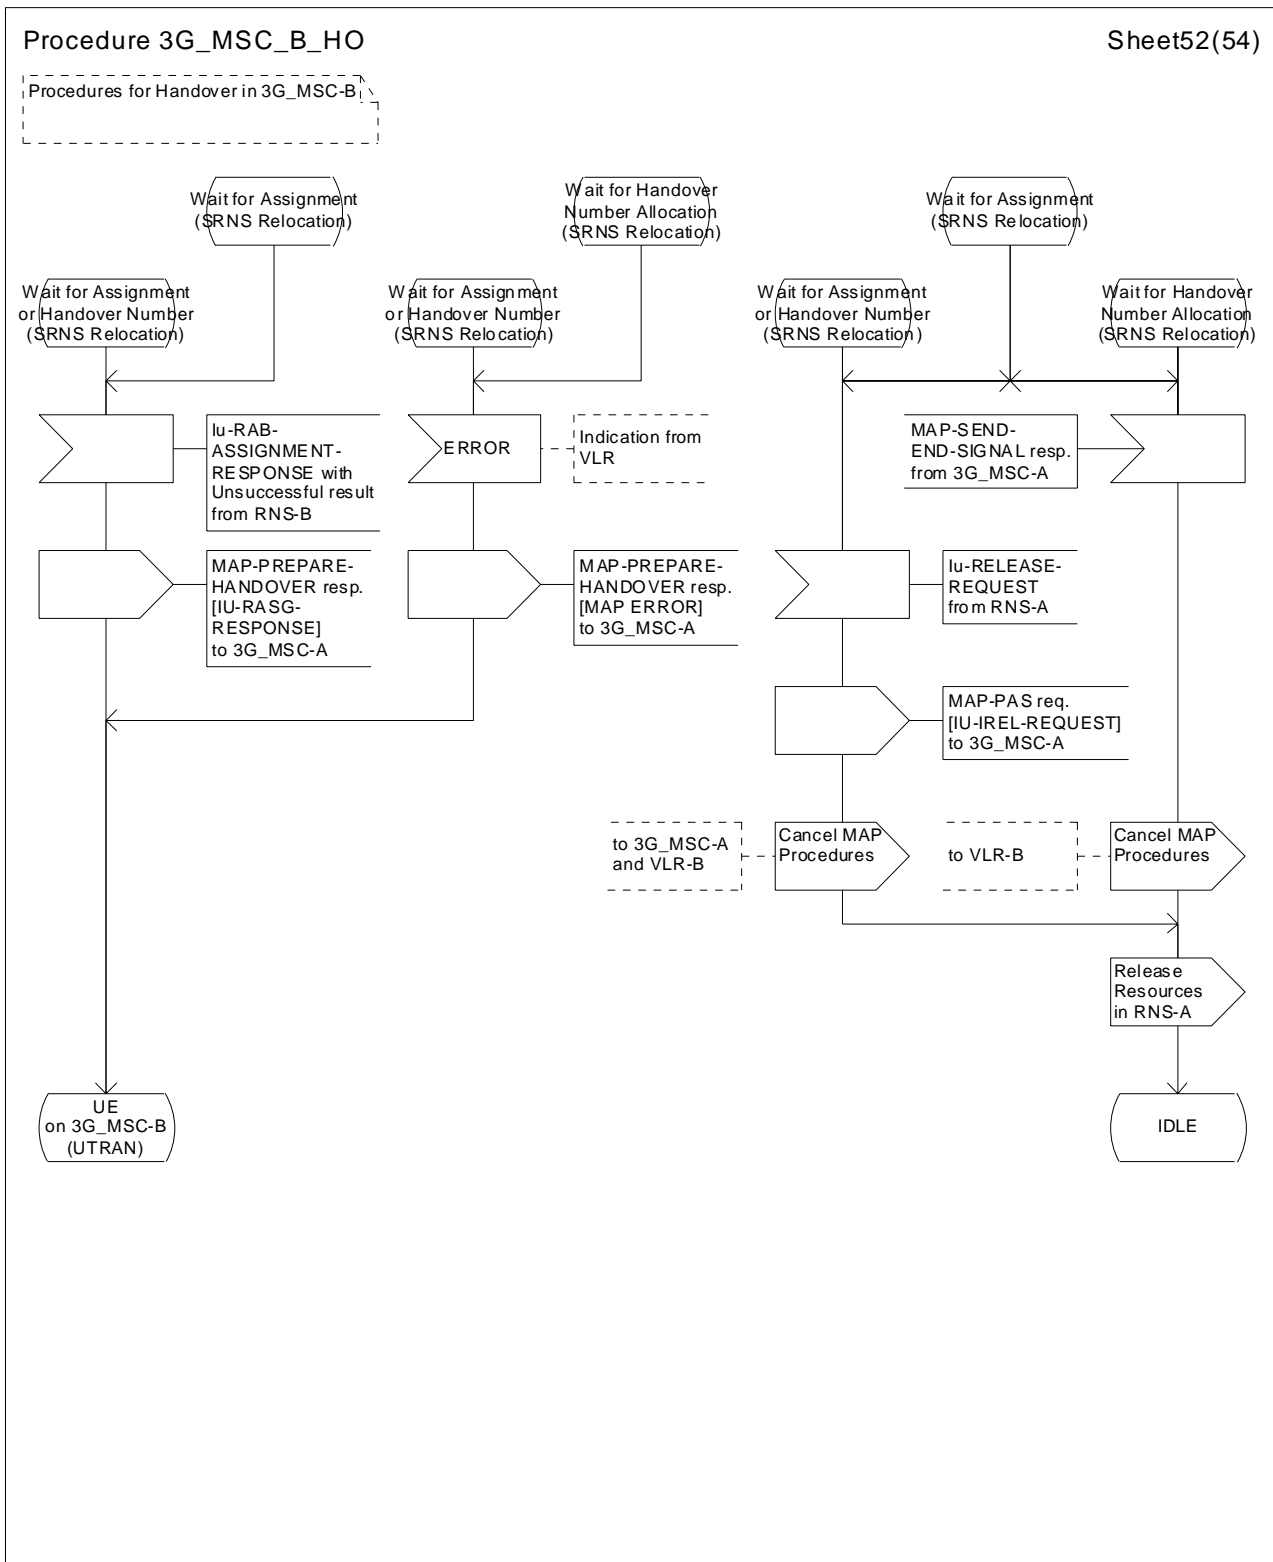 Procedure 3G_MSC_B_HO
Sheet52(54)
Procedures for Handover in 3G_MSC-B
Wait for Assignment
(SRNS Relocation)
Wait for Handover
Number Allocation
(SRNS Relocation)
Wait for Assignment
(SRNS Relocation)
Wait for Assignment
or Handover Number
(SRNS Relocation)
Wait for Assignment
or Handover Number
(SRNS Relocation)
Wait for Assignment
or Handover Number
(SRNS Relocation)
Wait for Handover
Number Allocation
(SRNS Relocation)
Iu-RAB-
ASSIGNMENT-
RESPONSE with
Unsuccessful result
from RNS-B
ERROR
Indication from
VLR
MAP-SEND-
END-SIGNAL resp.
from 3G_MSC-A
MAP-PREPARE-
HANDOVER resp.
[IU-RASG-
RESPONSE]
to 3G_MSC-A
MAP-PREPARE-
HANDOVER resp.
[MAP ERROR]
to 3G_MSC-A
Iu-RELEASE-
REQUEST
from RNS-A
MAP-PAS req.
[IU-IREL-REQUEST]
to 3G_MSC-A
to 3G_MSC-A
and VLR-B
Cancel MAP
Procedures
to VLR-B
Cancel MAP
Procedures
Release
Resources
in RNS-A
UE
on 3G_MSC-B
(UTRAN)
IDLE